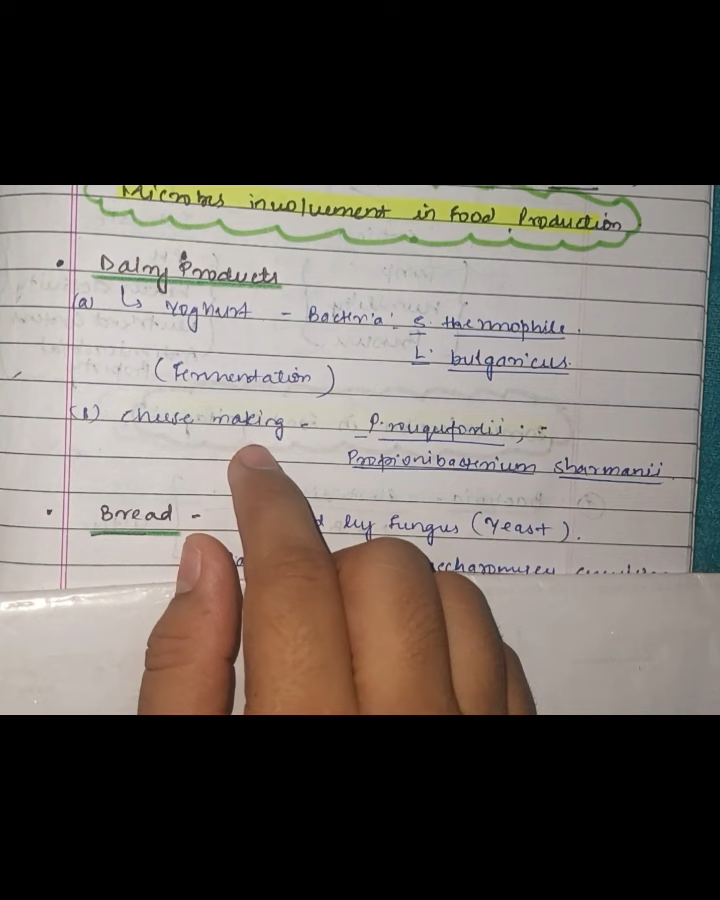 Microbes involvement in Food Production
• Dairy Products
(a) ↳ Yoghurt - Bacteria: S. thermophile.
L. bulgaricus.
(Fermentation)
(b) cheese making - P. rouqufortii ; -
Propionibacterium sharmanii
• Bread - by fungus (Yeast).